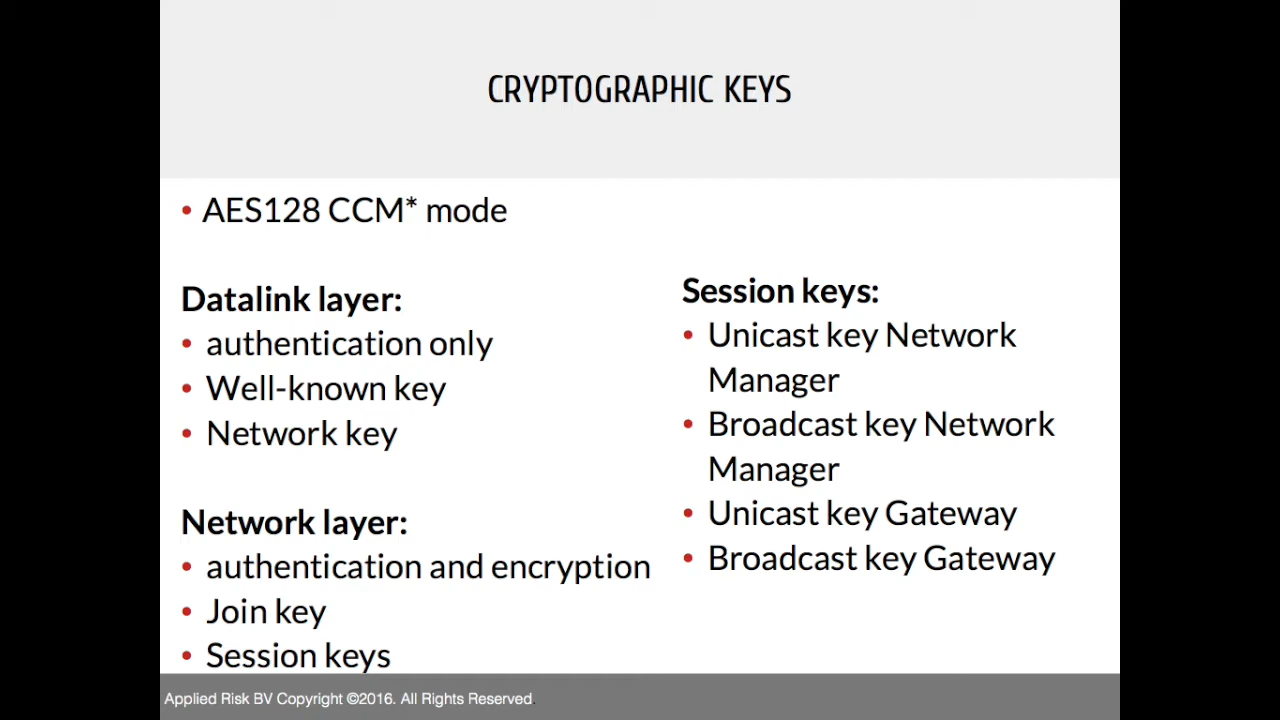 CRYPTOGRAPHIC KEYS
• AES128 CCM* mode
Datalink layer:
• authentication only
• Well-known key
• Network key
Network layer:
• authentication and encryption
• Join key
• Session keys
Session keys:
• Unicast key Network
Manager
• Broadcast key Network
Manager
• Unicast key Gateway
• Broadcast key Gateway
Applied Risk BV Copyright ©2016. All Rights Reserved.